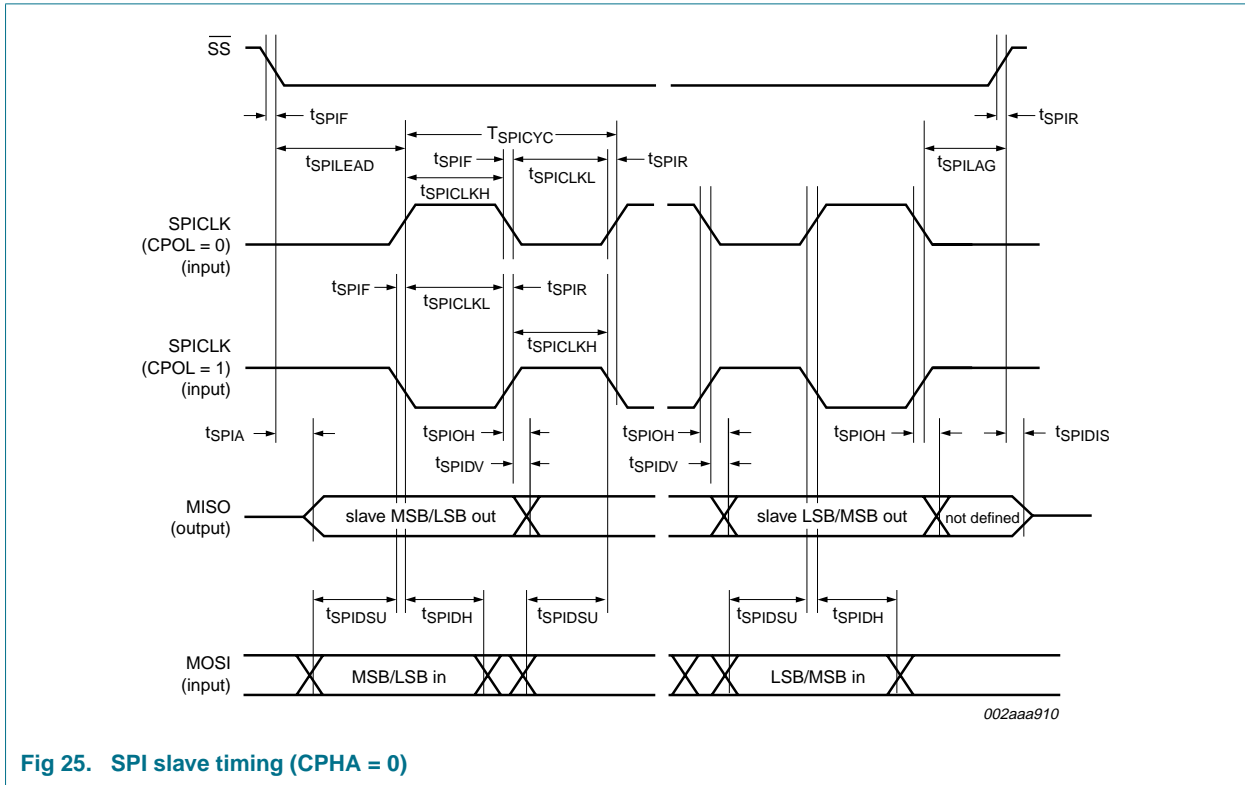 SS
tSPIF
TSPICYC
tSPIR
tSPILEAD
tSPIF
tSPICLKL
tSPIR
tSPILAG
tSPICLKH
SPICLK
(CPOL = 0)
(input)
tSPIF
tSPICLKL
tSPIR
tSPICLKH
SPICLK
(CPOL = 1)
(input)
tSPIA
tSPIOH
tSPIOH
tSPIOH
tSPIDIS
tSPIDV
tSPIDV
MISO
(output)
slave MSB/LSB out
slave LSB/MSB out
not defined
tSPIDSU
tSPIDH
tSPIDSU
tSPIDSU
tSPIDH
MOSI
(input)
MSB/LSB in
LSB/MSB in
002aaa910
Fig 25. SPI slave timing (CPHA = 0)